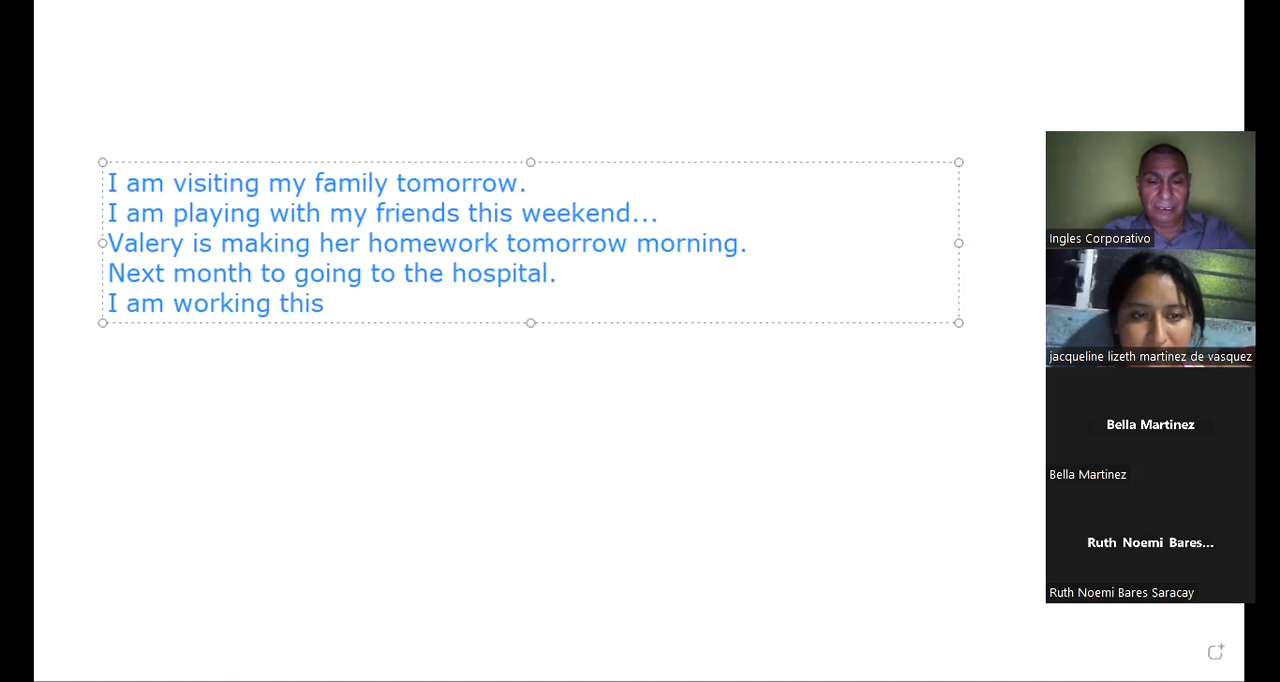 I am visiting my family tomorrow.
I am playing with my friends this weekend...
Valery is making her homework tomorrow morning.
Next month to going to the hospital.
I am working this
Ingles Corporativo
jacqueline lizeth martinez de vasquez
Bella Martinez
Bella Martinez
Ruth Noemi Bares...
Ruth Noemi Bares Saracay